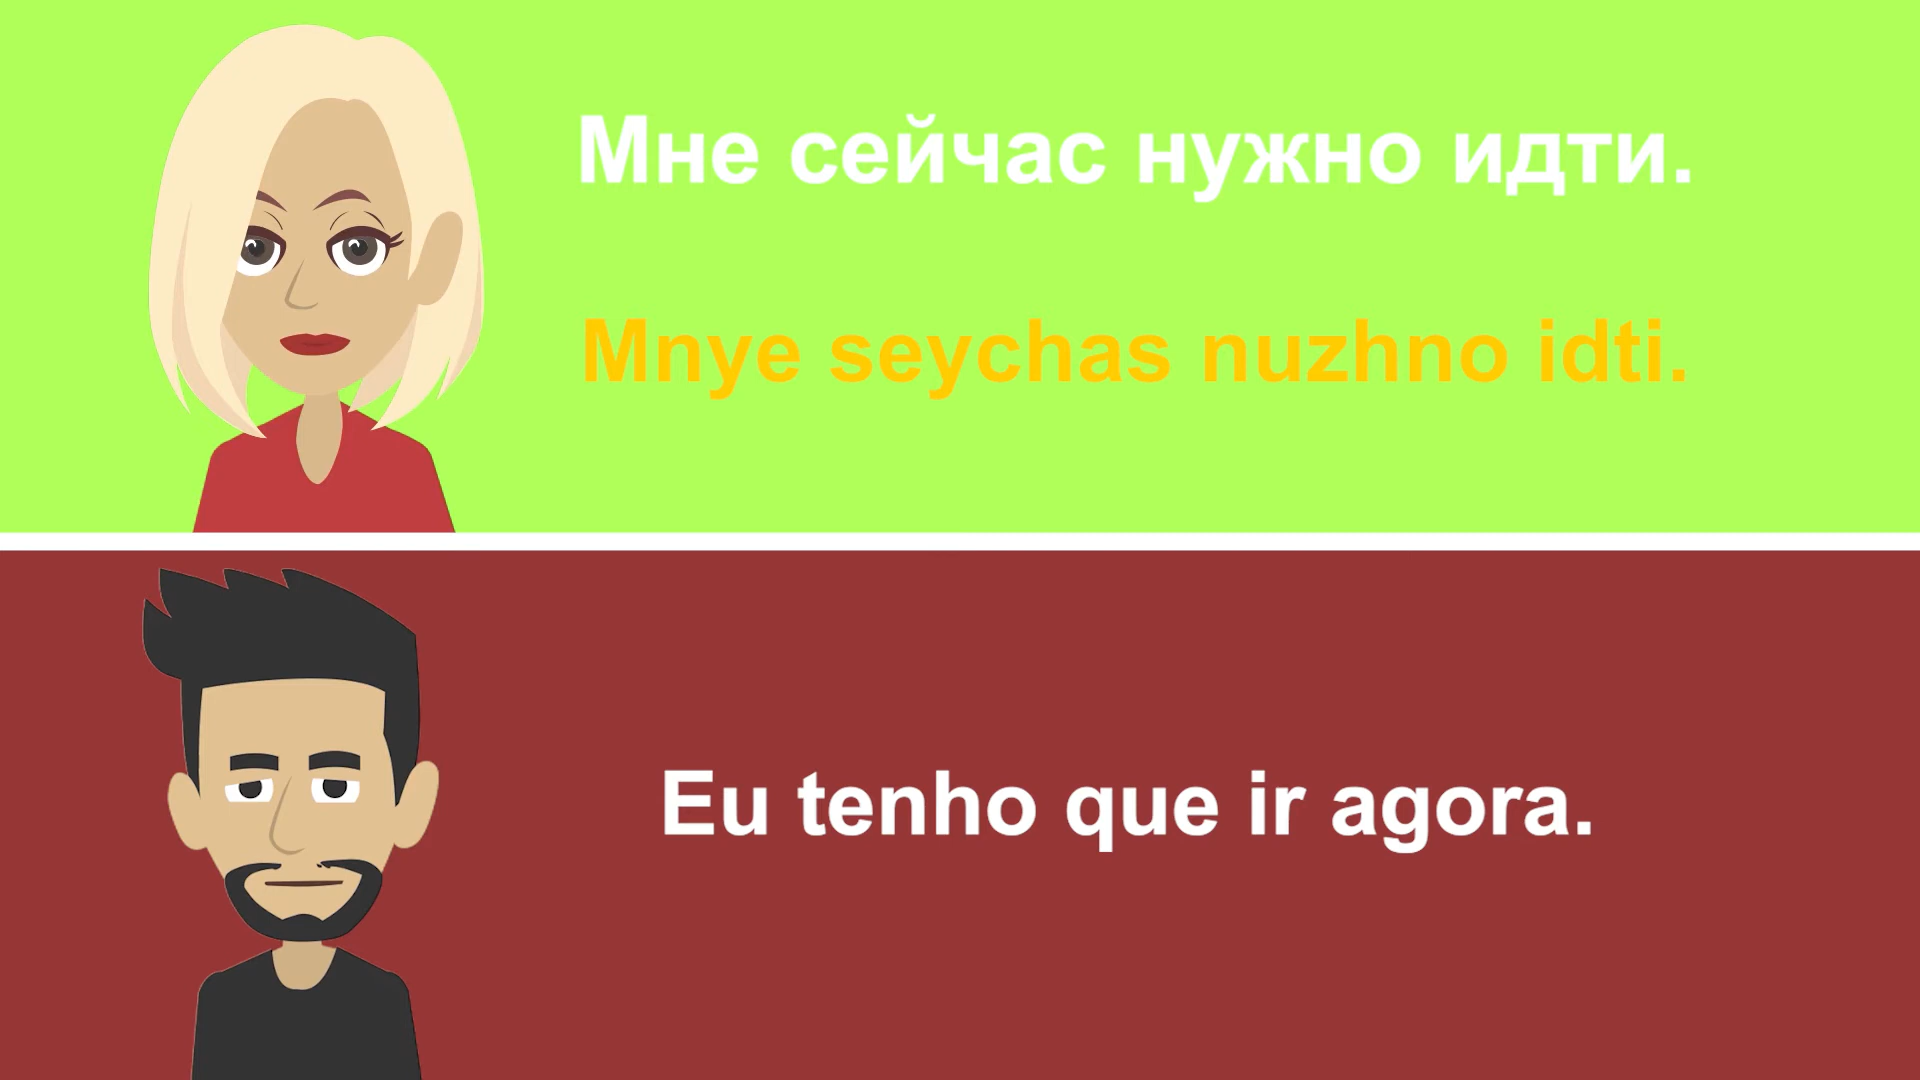 Мне сейчас нужно идти.
Mnye seychas nuzhno idti.
Eu tenho que ir agora.